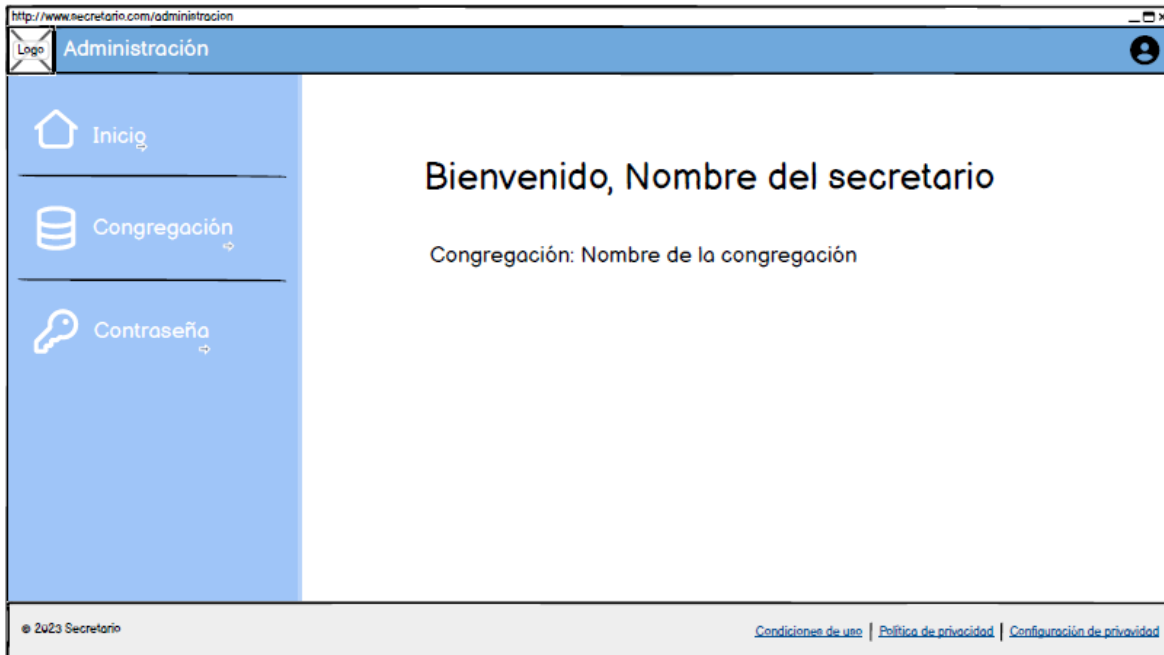 http://www.secretario.com/administracion
Logo Administración
Inicio
Congregación
Contraseña
Bienvenido, Nombre del secretario
Congregación: Nombre de la congregación
© 2023 Secretario
Condiciones de uso | Política de privacidad | Configuración de privavidad